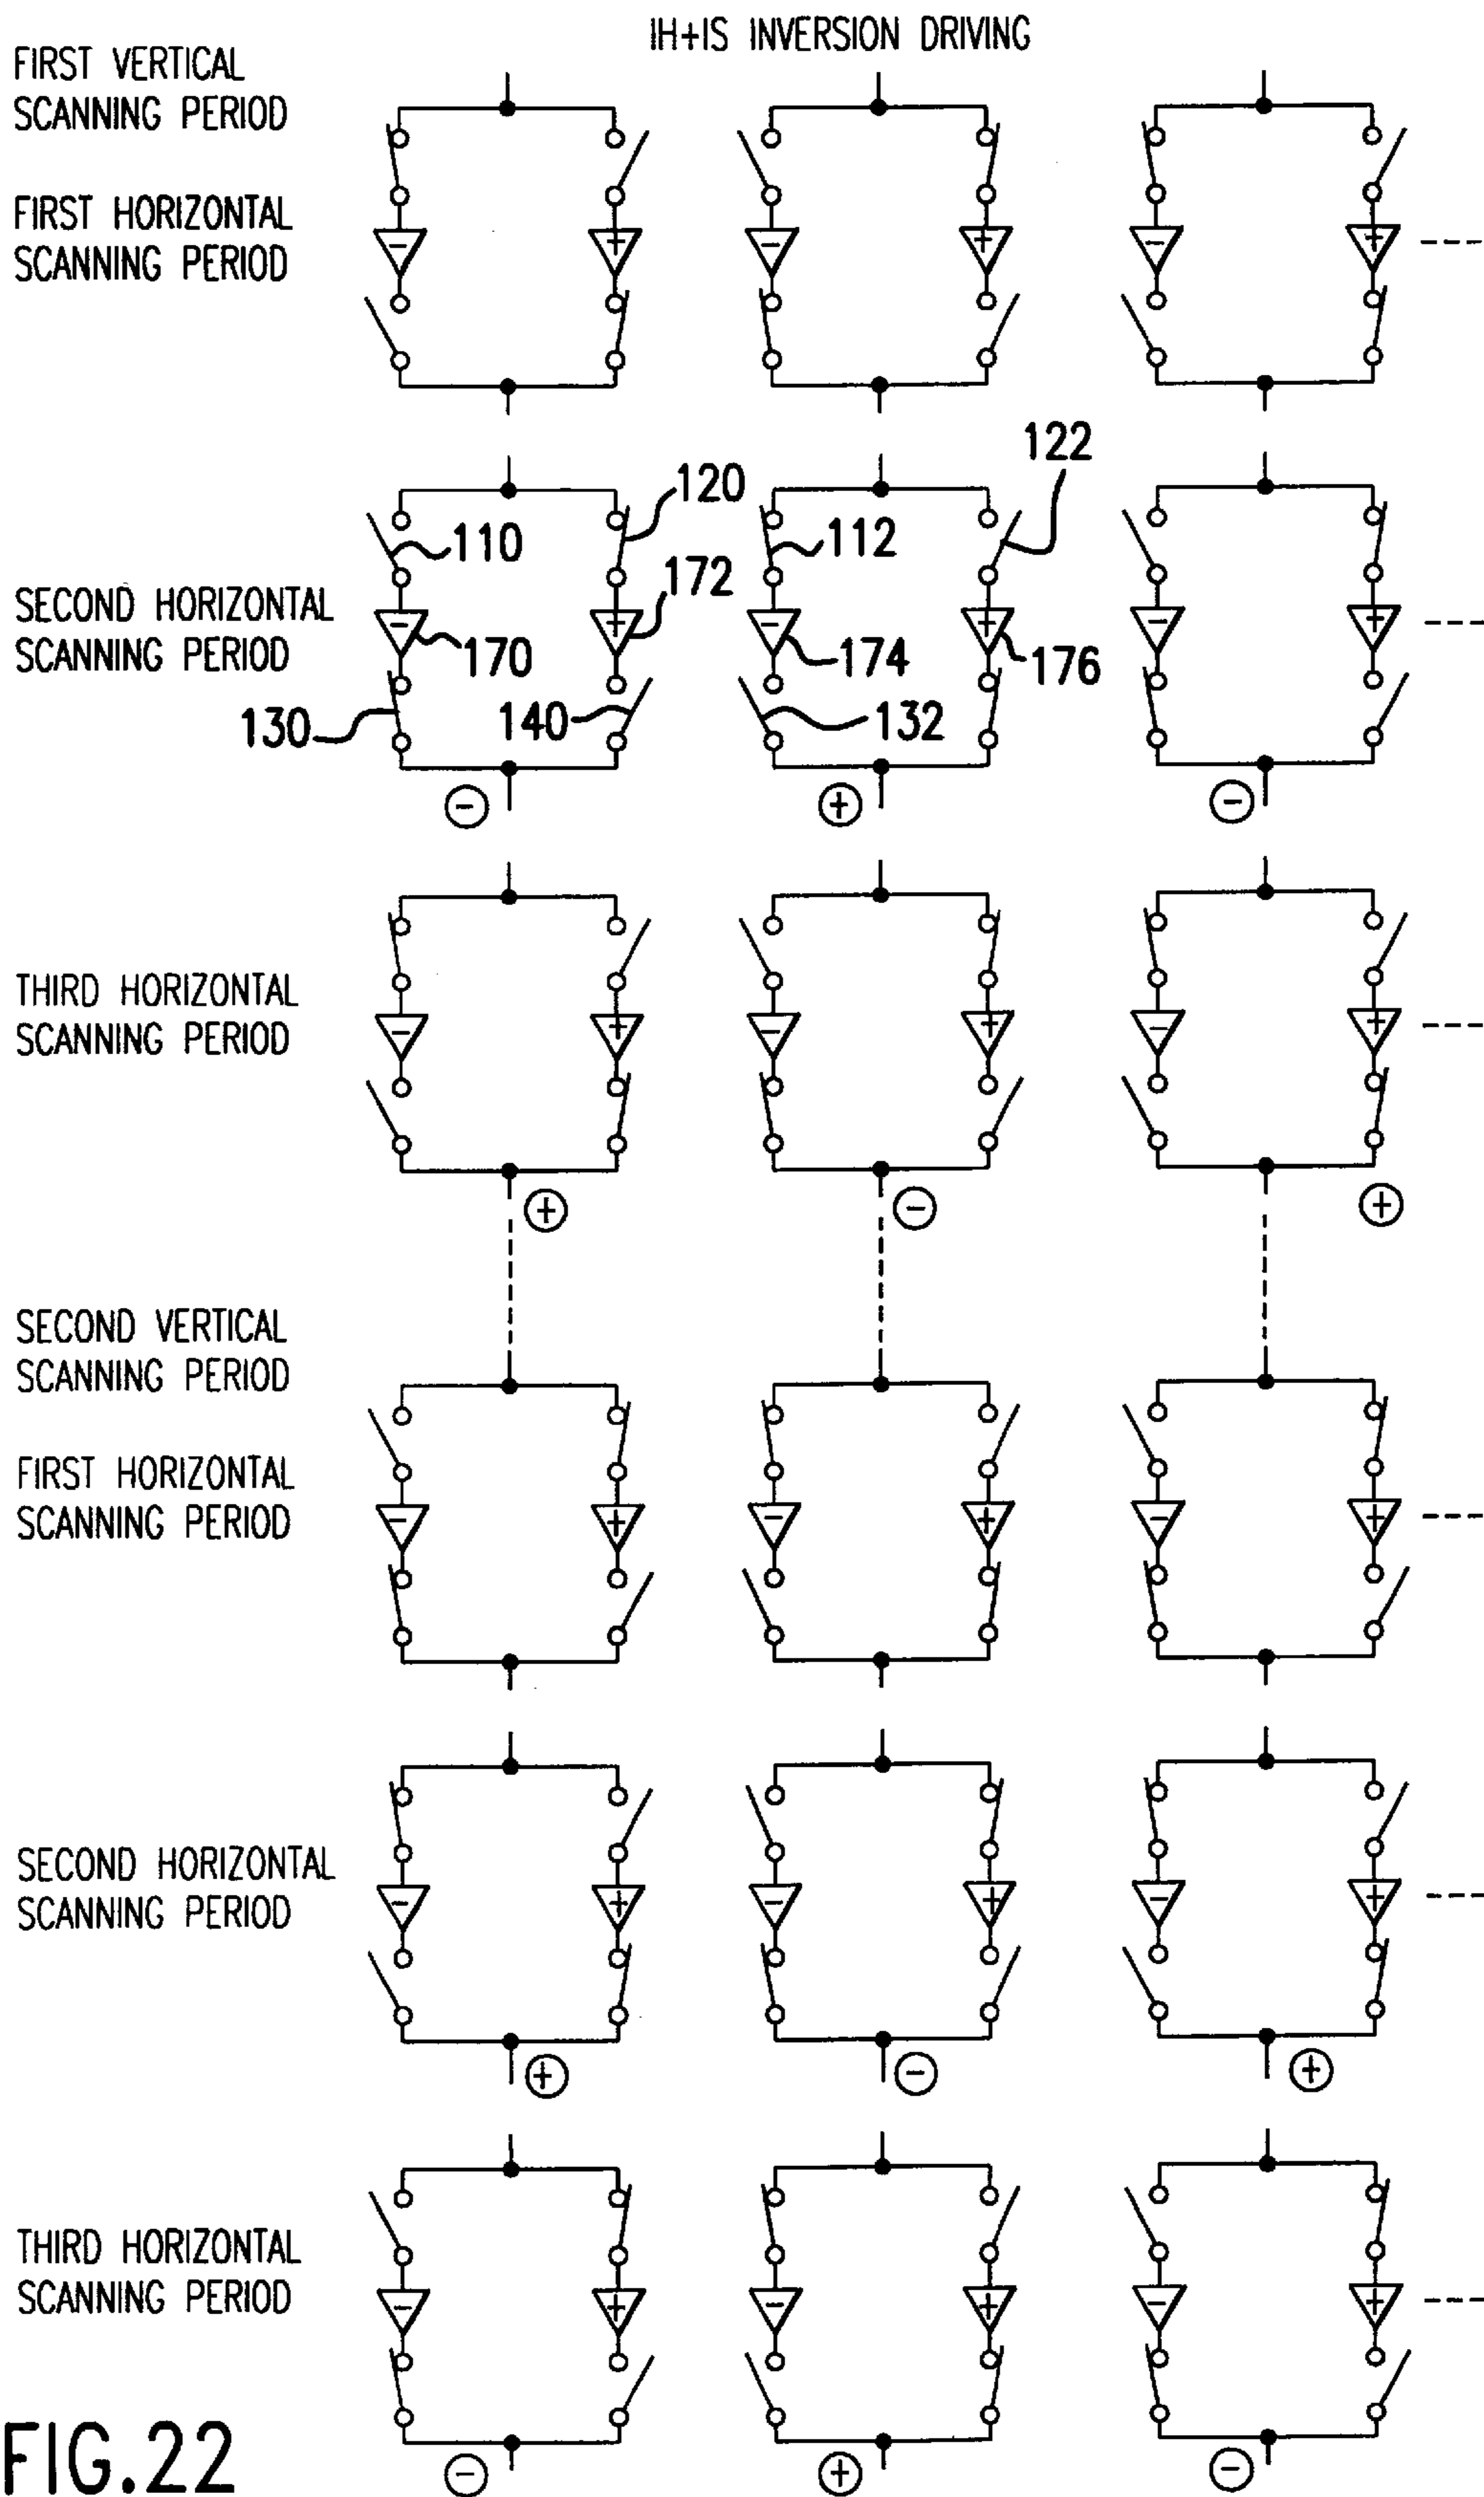 IH+IS INVERSION DRIVING
FIRST VERTICAL
SCANNING PERIOD
FIRST HORIZONTAL
SCANNING PERIOD
- + - + - +
122
120
110 112
172
SECOND HORIZONTAL
SCANNING PERIOD
- + - + - +
170 174 176
130 140 132
- + -
THIRD HORIZONTAL
SCANNING PERIOD
- + - + - +
+ - +
SECOND VERTICAL
SCANNING PERIOD
FIRST HORIZONTAL
SCANNING PERIOD
- + - + - +
SECOND HORIZONTAL
SCANNING PERIOD
- + - + - +
+ - +
THIRD HORIZONTAL
SCANNING PERIOD
- + - + - +
- + -
FIG.22